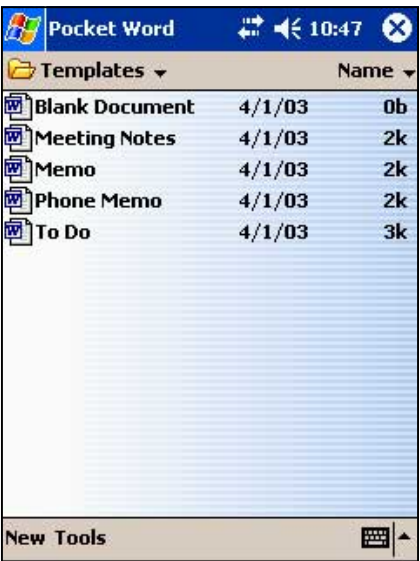 Pocket Word 10:47
Templates Name
Blank Document 4/1/03 0b
Meeting Notes 4/1/03 2k
Memo 4/1/03 2k
Phone Memo 4/1/03 2k
To Do 4/1/03 3k
New Tools